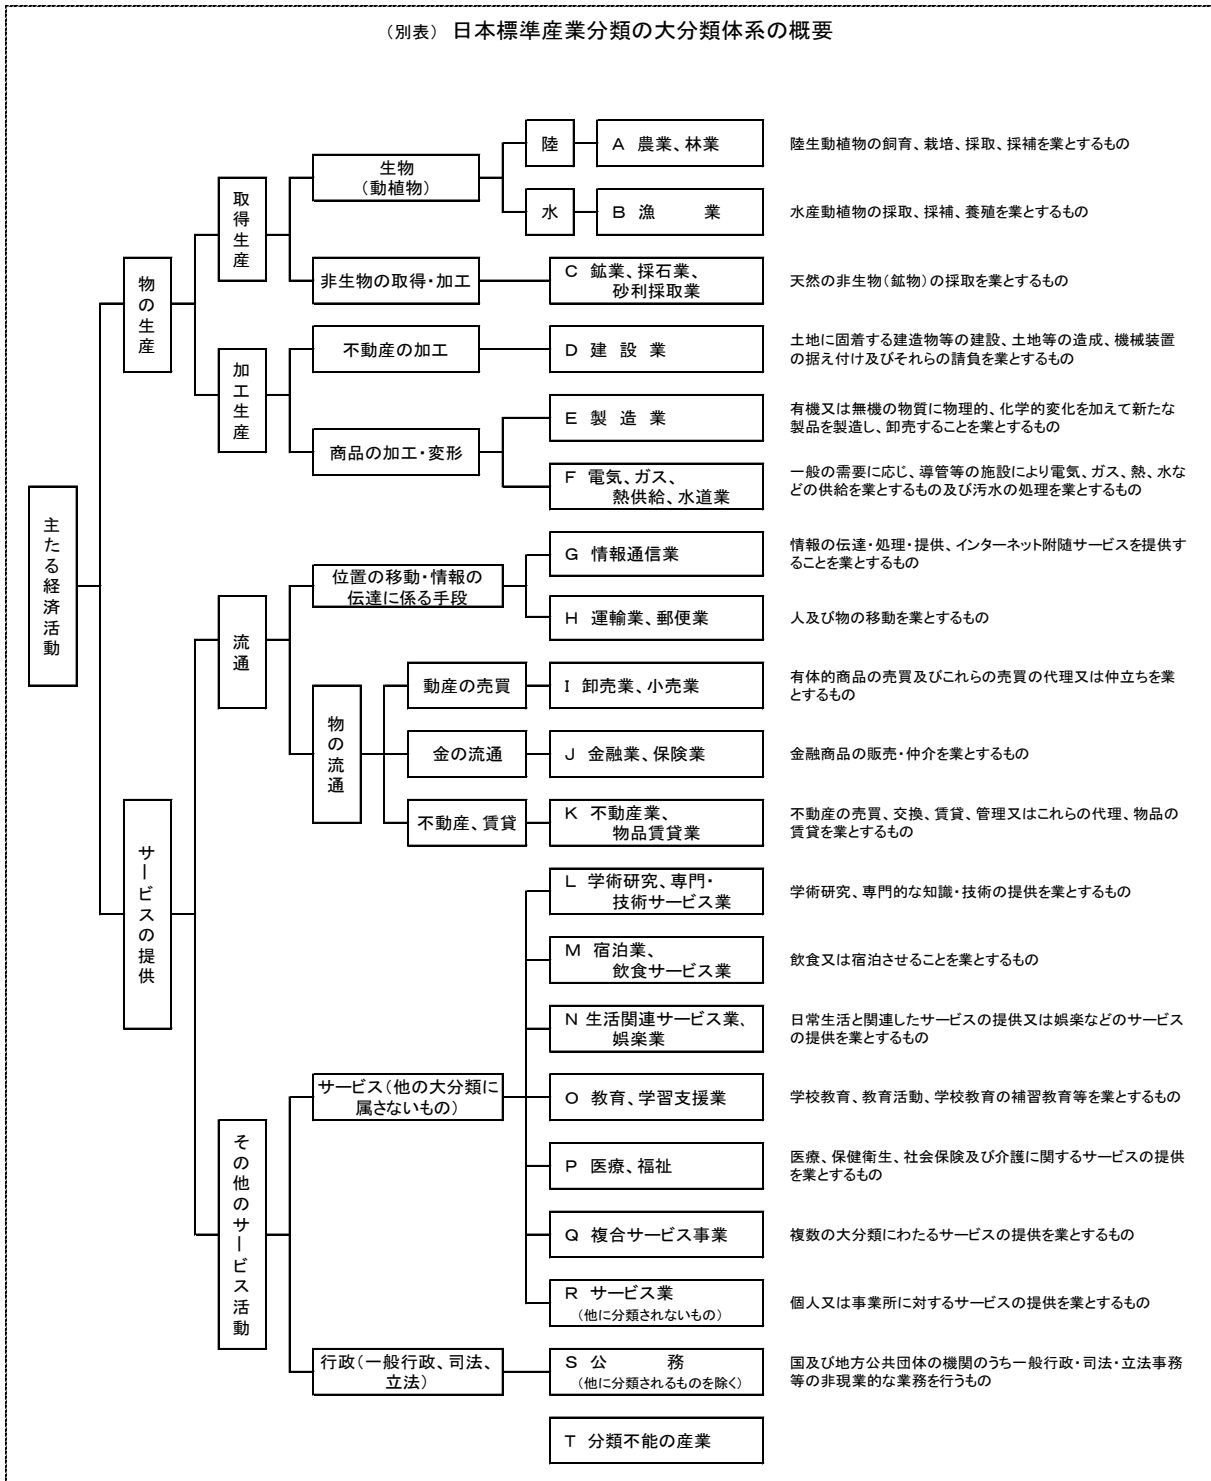 （別表） 日本標準産業分類の大分類体系の概要
陸
A 農業、林業
陸生動植物の飼育、栽培、採取、採補を業とするもの
生物
（動植物）
取得生産
水
B 漁　業
水産動植物の採取、採補、養殖を業とするもの
非生物の取得・加工
C 鉱業、採石業、
砂利採取業
天然の非生物（鉱物）の採取を業とするもの
物の生産
不動産の加工
D 建 設 業
土地に固着する建造物等の建設、土地等の造成、機械装置
の据え付け及びそれらの請負を業とするもの
加工生産
E 製 造 業
有機又は無機の物質に物理的、化学的変化を加えて新たな
製品を製造し、卸売することを業とするもの
商品の加工・変形
F 電気、ガス、
熱供給、水道業
一般の需要に応じ、導管等の施設により電気、ガス、熱、水な
どの供給を業とするもの及び汚水の処理を業とするもの
主たる経済活動
G 情報通信業
情報の伝達・処理・提供、インターネット附随サービスを提供す
ることを業とするもの
位置の移動・情報の
伝達に係る手段
H 運輸業、郵便業
人及び物の移動を業とするもの
流通
動産の売買
I 卸売業、小売業
有体的商品の売買及びこれらの売買の代理又は仲立ちを業
とするもの
物の流通
金の流通
J 金融業、保険業
金融商品の販売・仲介を業とするもの
不動産、賃貸
K 不動産業、
物品賃貸業
不動産の売買、交換、賃貸、管理又はこれらの代理、物品の
賃貸を業とするもの
サービスの提供
L 学術研究、専門・
技術サービス業
学術研究、専門的な知識・技術の提供を業とするもの
M 宿泊業、
飲食サービス業
飲食又は宿泊させることを業とするもの
N 生活関連サービス業、
娯楽業
日常生活と関連したサービスの提供又は娯楽などのサービス
の提供を業とするもの
サービス（他の大分類に
属さないもの）
O 教育、学習支援業
学校教育、教育活動、学校教育の補習教育等を業とするもの
P 医療、福祉
医療、保健衛生、社会保険及び介護に関するサービスの提供
を業とするもの
その他のサービス活動
Q 複合サービス事業
複数の大分類にわたるサービスの提供を業とするもの
R サービス業
（他に分類されないもの）
個人又は事業所に対するサービスの提供を業とするもの
行政（一般行政、司法、
立法）
S 公　務
（他に分類されるものを除く）
国及び地方公共団体の機関のうち一般行政・司法・立法事務
等の非現業的な業務を行うもの
T 分類不能の産業